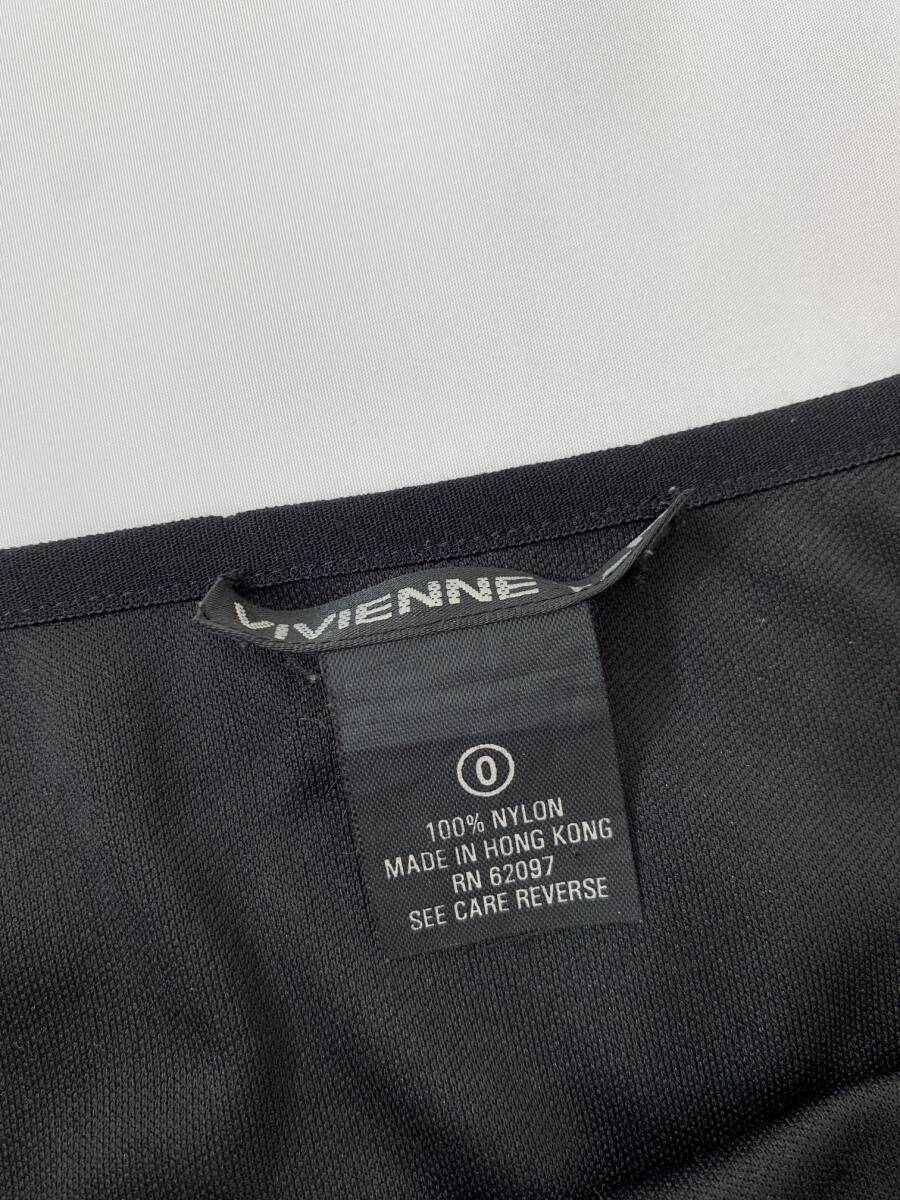 VIVIENNE
0
100% NYLON
MADE IN HONG KONG
RN 62097
SEE CARE REVERSE